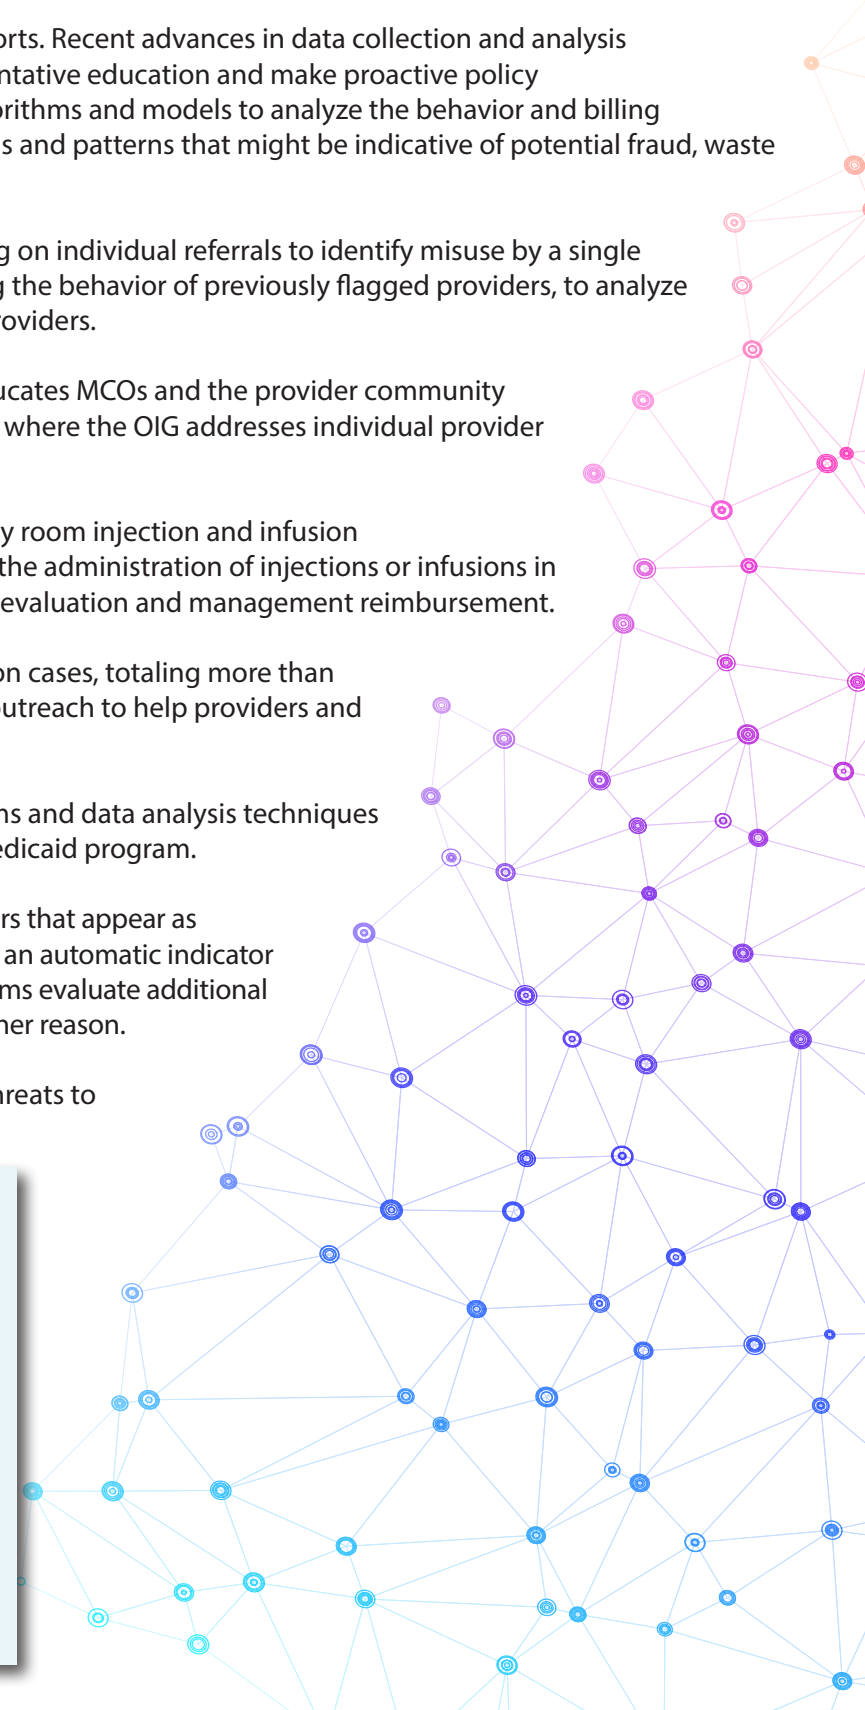 orts. Recent advances in data collection and analysis
ntative education and make proactive policy
orithms and models to analyze the behavior and billing
s and patterns that might be indicative of potential fraud, waste
g on individual referrals to identify misuse by a single
g the behavior of previously flagged providers, to analyze
roviders.
ucates MCOs and the provider community
where the OIG addresses individual provider
y room injection and infusion
the administration of injections or infusions in
evaluation and management reimbursement.
on cases, totaling more than
outreach to help providers and
ns and data analysis techniques
edicaid program.
rs that appear as
an automatic indicator
ms evaluate additional
her reason.
hreats to